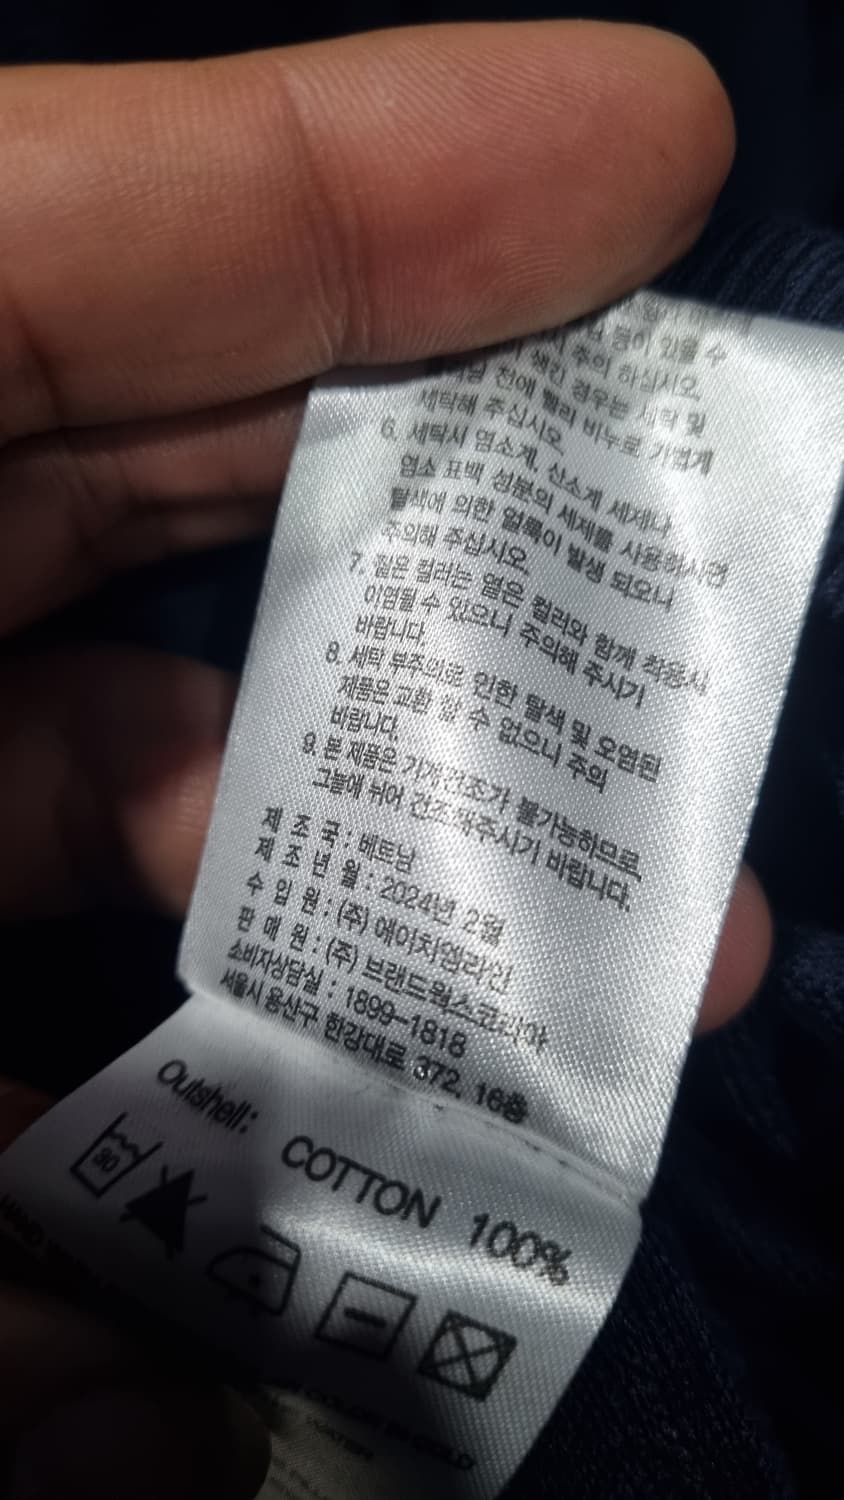 등이 있을 수
주의 하십시오.
색긴 경우는 세탁 및
전에 빨리 비누로 가볍게
세탁해 주십시오.
6. 세탁시 염소계, 산소계 세제나
염소 표백 성분의 세제를 사용하시면
탈색에 의한 얼룩이 발생 되오니
주의해 주십시오.
7. 짙은 컬러는 옅은 컬러와 함께 착용시
이염될 수 있으니 주의해 주시기
바랍니다.
8. 세탁 부주의로 인한 탈색 및 오염된
제품은 교환 할 수 없으니 주의
바랍니다.
9. 본 제품은 기계건조가 불가능하므로,
그늘에 뉘어 건조해주시기 바랍니다.
제 조 국 : 베트남
제 조 년 월 : 2024년 2월
수 입 원 : (주) 에이치엠라인
판 매 원 : (주) 브랜드웍스코리아
소비자상담실 : 1899-1818
서울시 용산구 한강대로 372, 16층
Outshell: COTTON 100%
30